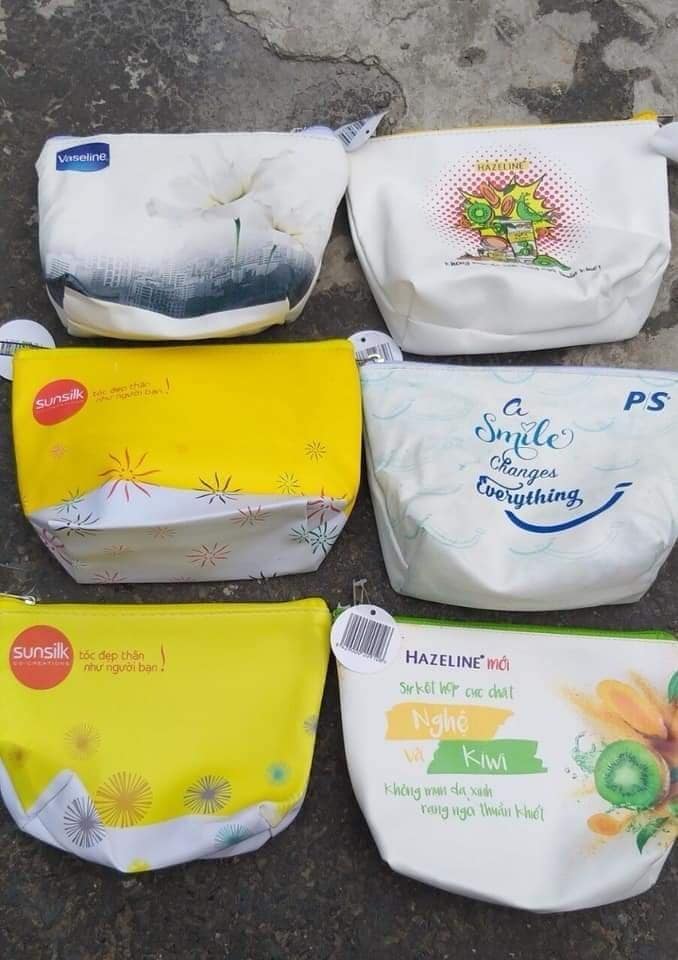 Vaseline
HAZELINE
sunsilk
tóc đẹp thân
như người bạn!
P/S
a
Smile
Changes
Everything
sunsilk
CO-CREATIONS
tóc đẹp thân
như người bạn!
HAZELINE mới
Sự kết hợp cực chất
Nghệ
và Kiwi
Không mụn da xinh
rạng ngời thuần khiết